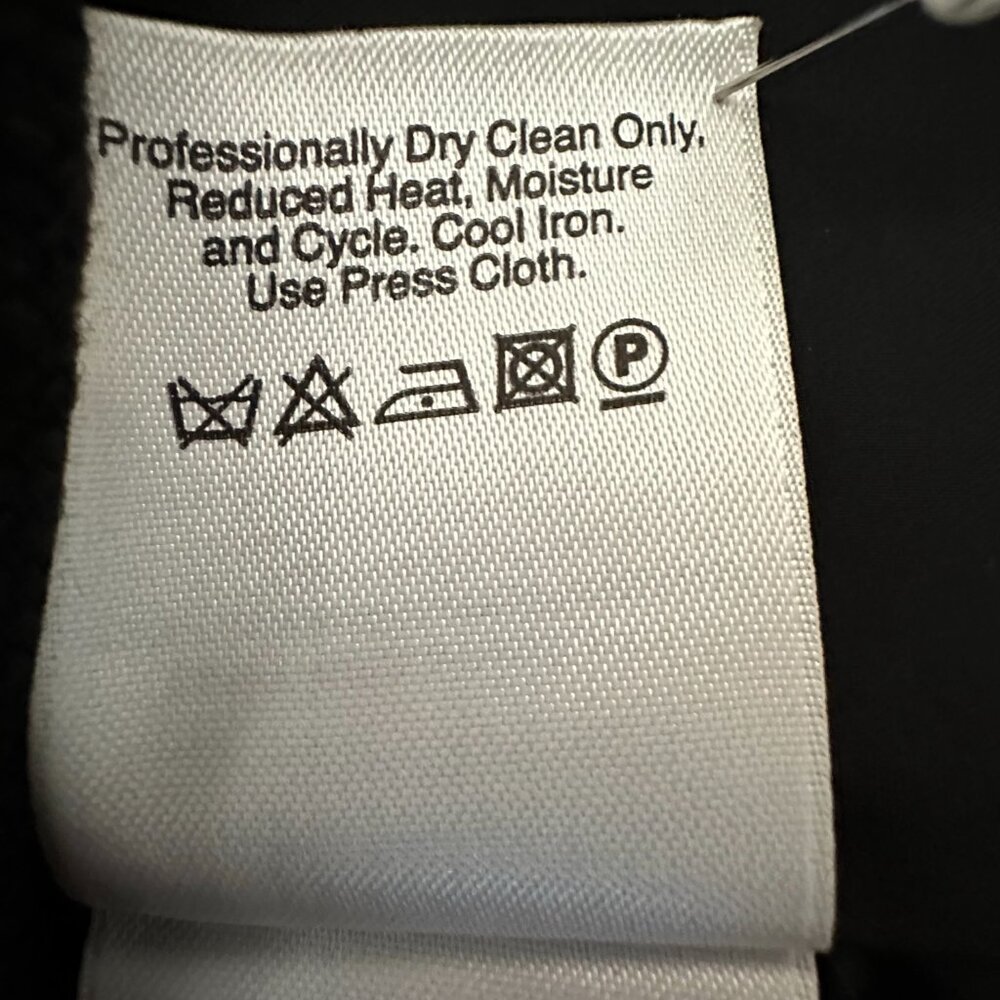 Professionally Dry Clean Only,
Reduced Heat, Moisture
and Cycle. Cool Iron.
Use Press Cloth.
P